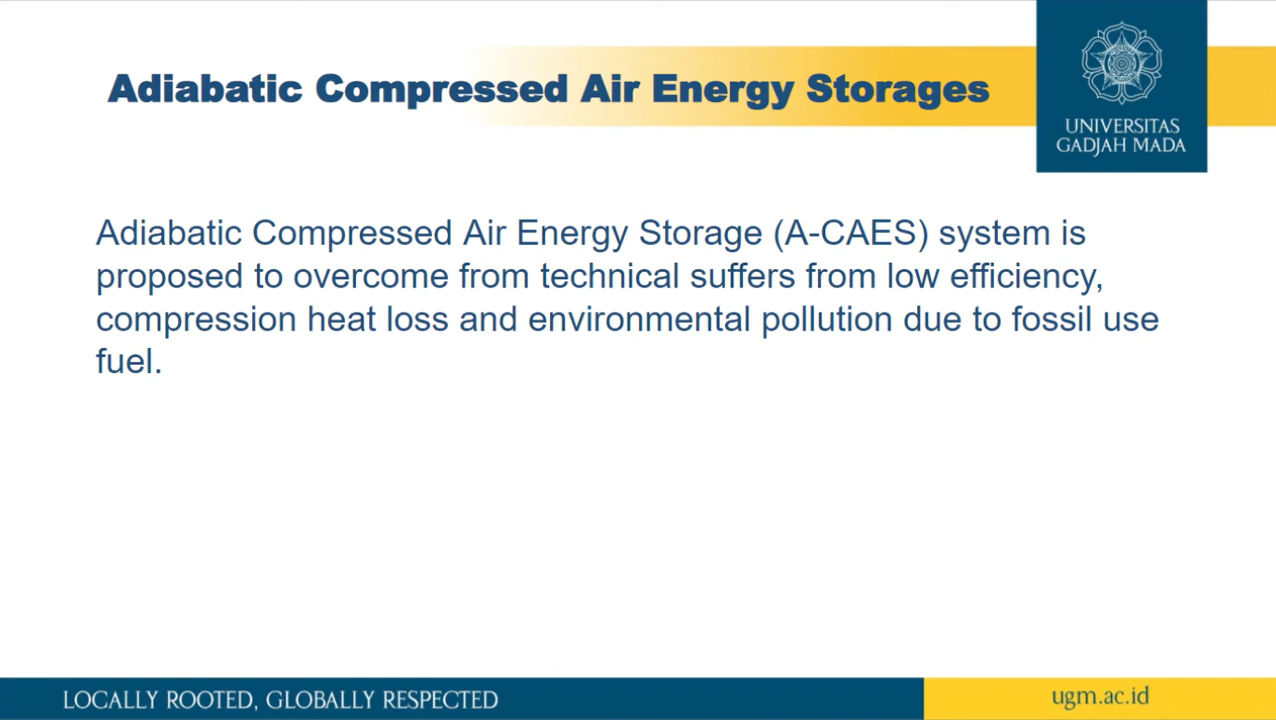 Adiabatic Compressed Air Energy Storages
UNIVERSITAS
GADJAH MADA
Adiabatic Compressed Air Energy Storage (A-CAES) system is
proposed to overcome from technical suffers from low efficiency,
compression heat loss and environmental pollution due to fossil use
fuel.
LOCALLY ROOTED, GLOBALLY RESPECTED
ugm.ac.id